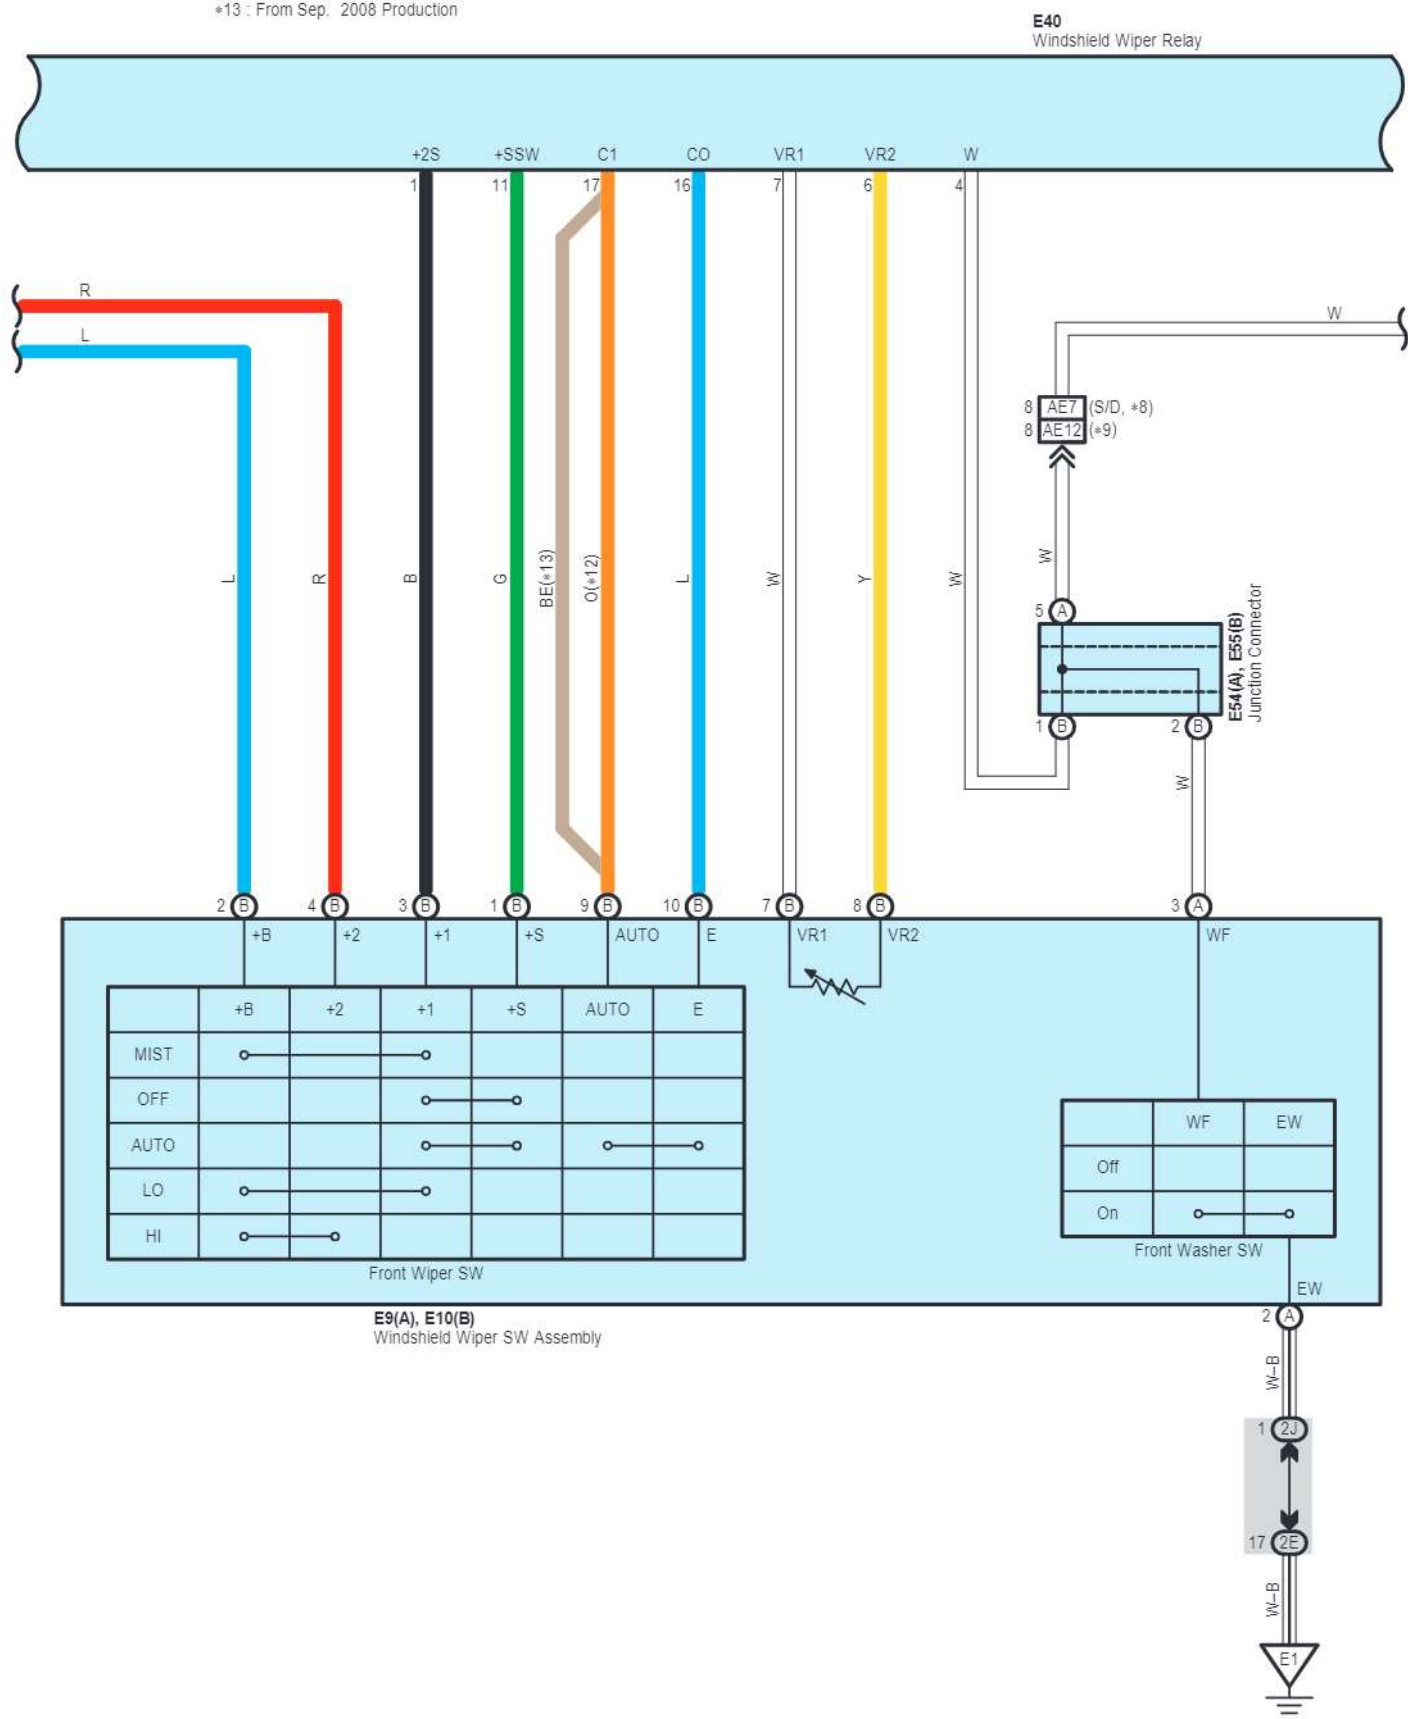 ∗13 : From Sep. 2008 Production
E40
Windshield Wiper Relay
+2S +SSW C1 CO VR1 VR2 W
1 11 17 16 7 6 4
R
L
W
8 AE7 (S/D, ∗8)
8 AE12 (∗9)
L R B G BE(∗13) O(∗12) L W Y W W
5 A
E54(A), E55(B)
Junction Connector
1 B 2 B
W
2 B 4 B 3 B 1 B 9 B 10 B 7 B 8 B 3 A
+B +2 +1 +S AUTO E VR1 VR2 WF
+B +2 +1 +S AUTO E
MIST
OFF
AUTO
LO
HI
Front Wiper SW
WF EW
Off
On
Front Washer SW
EW
E9(A), E10(B)
Windshield Wiper SW Assembly
2 A
W–B
1 2J
17 2E
W–B
E1